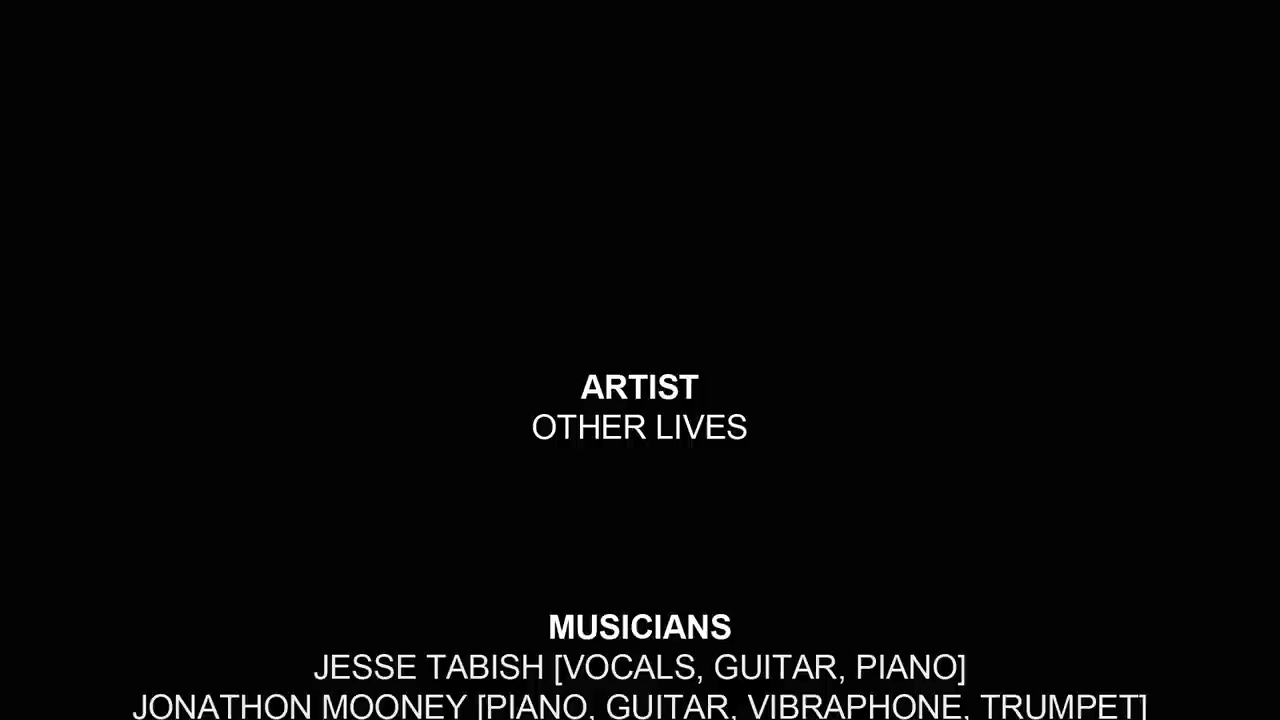 ARTIST
OTHER LIVES
MUSICIANS
JESSE TABISH [VOCALS, GUITAR, PIANO]
JONATHON MOONEY [PIANO, GUITAR, VIBRAPHONE, TRUMPET]